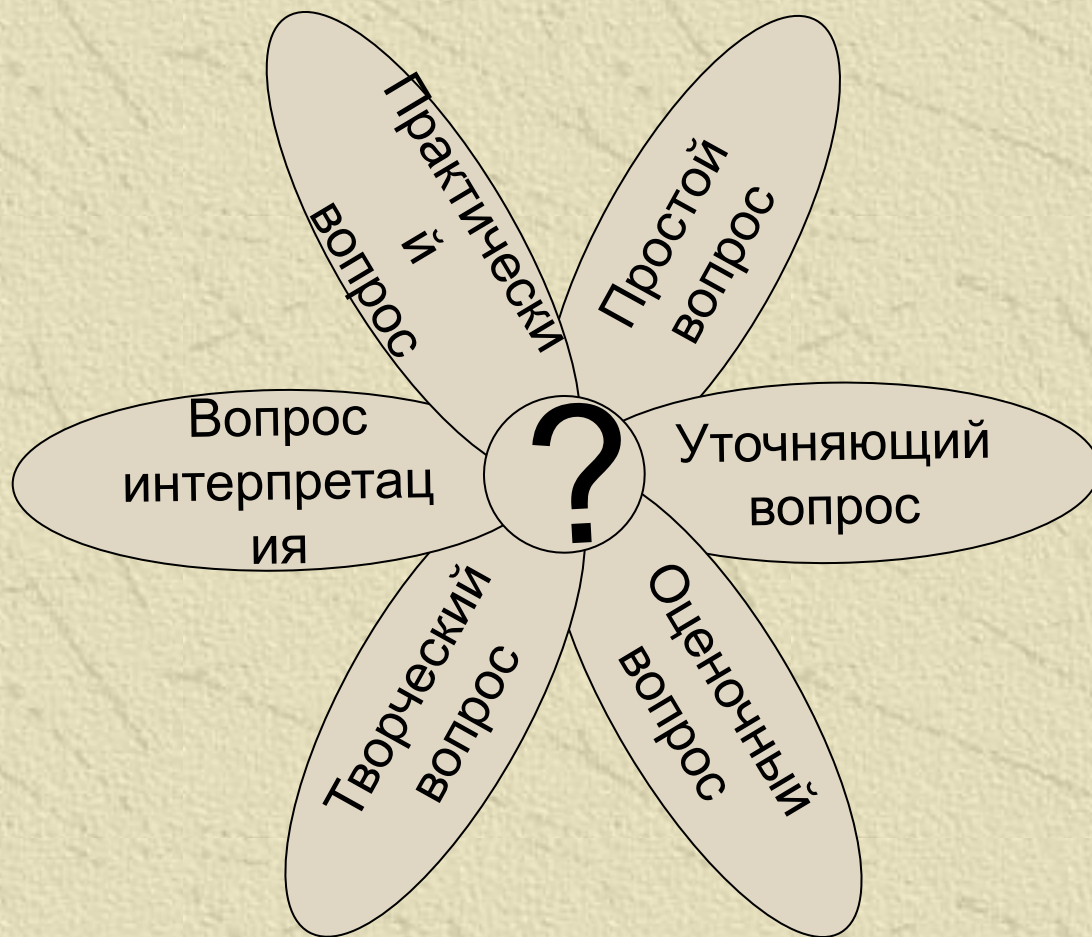 Практически
й
вопрос
Простой
вопрос
Вопрос
интерпретац
ия
?
Уточняющий
вопрос
Творческий
вопрос
Оценочный
вопрос